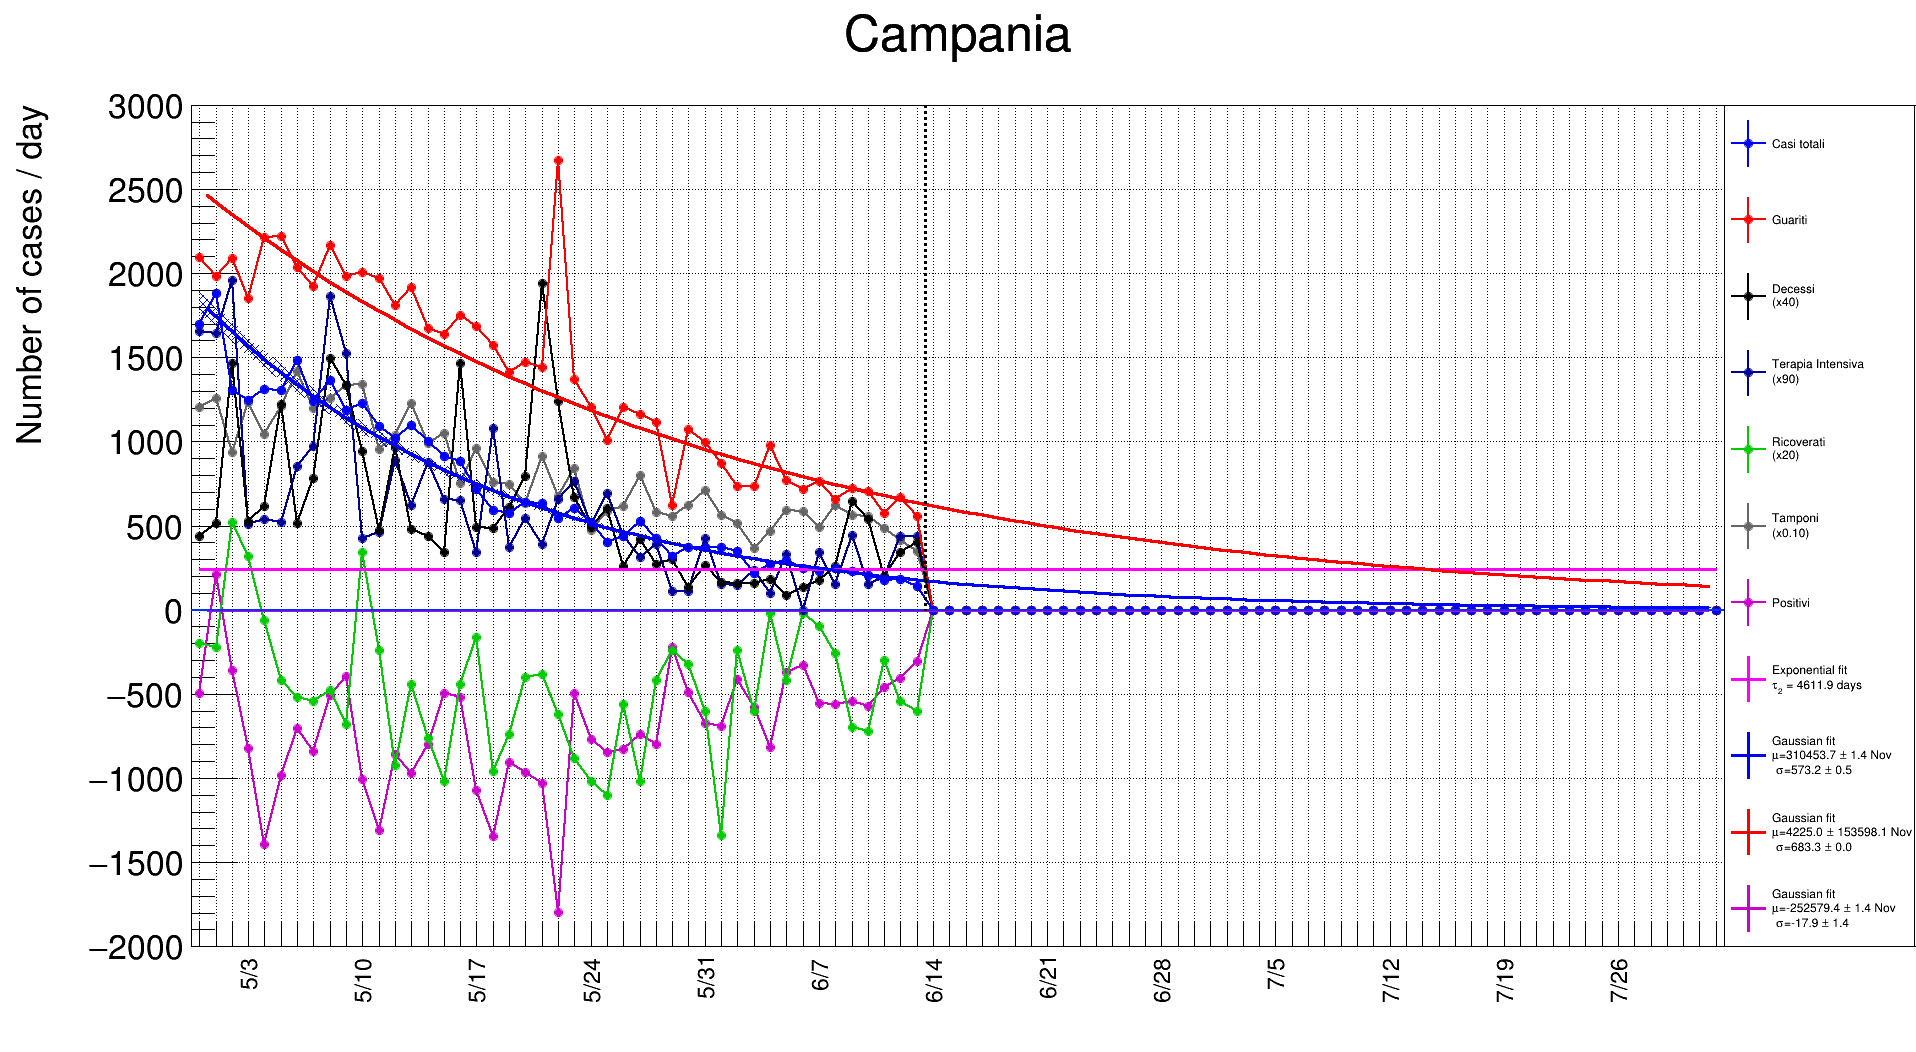 Campania
Number of cases / day
3000
2500
2000
1500
1000
500
0
−500
−1000
−1500
−2000
5/3
5/10
5/17
5/24
5/31
6/7
6/14
6/21
6/28
7/5
7/12
7/19
7/26
Casi totali
Guariti
Decessi
(x40)
Terapia Intensiva
(x90)
Ricoverati
(x20)
Tamponi
(x0.10)
Positivi
Exponential fit
τ2 = 4611.9 days
Gaussian fit
μ=310453.7 ± 1.4 Nov
σ=573.2 ± 0.5
Gaussian fit
μ=4225.0 ± 153598.1 Nov
σ=683.3 ± 0.0
Gaussian fit
μ=-252579.4 ± 1.4 Nov
σ=-17.9 ± 1.4